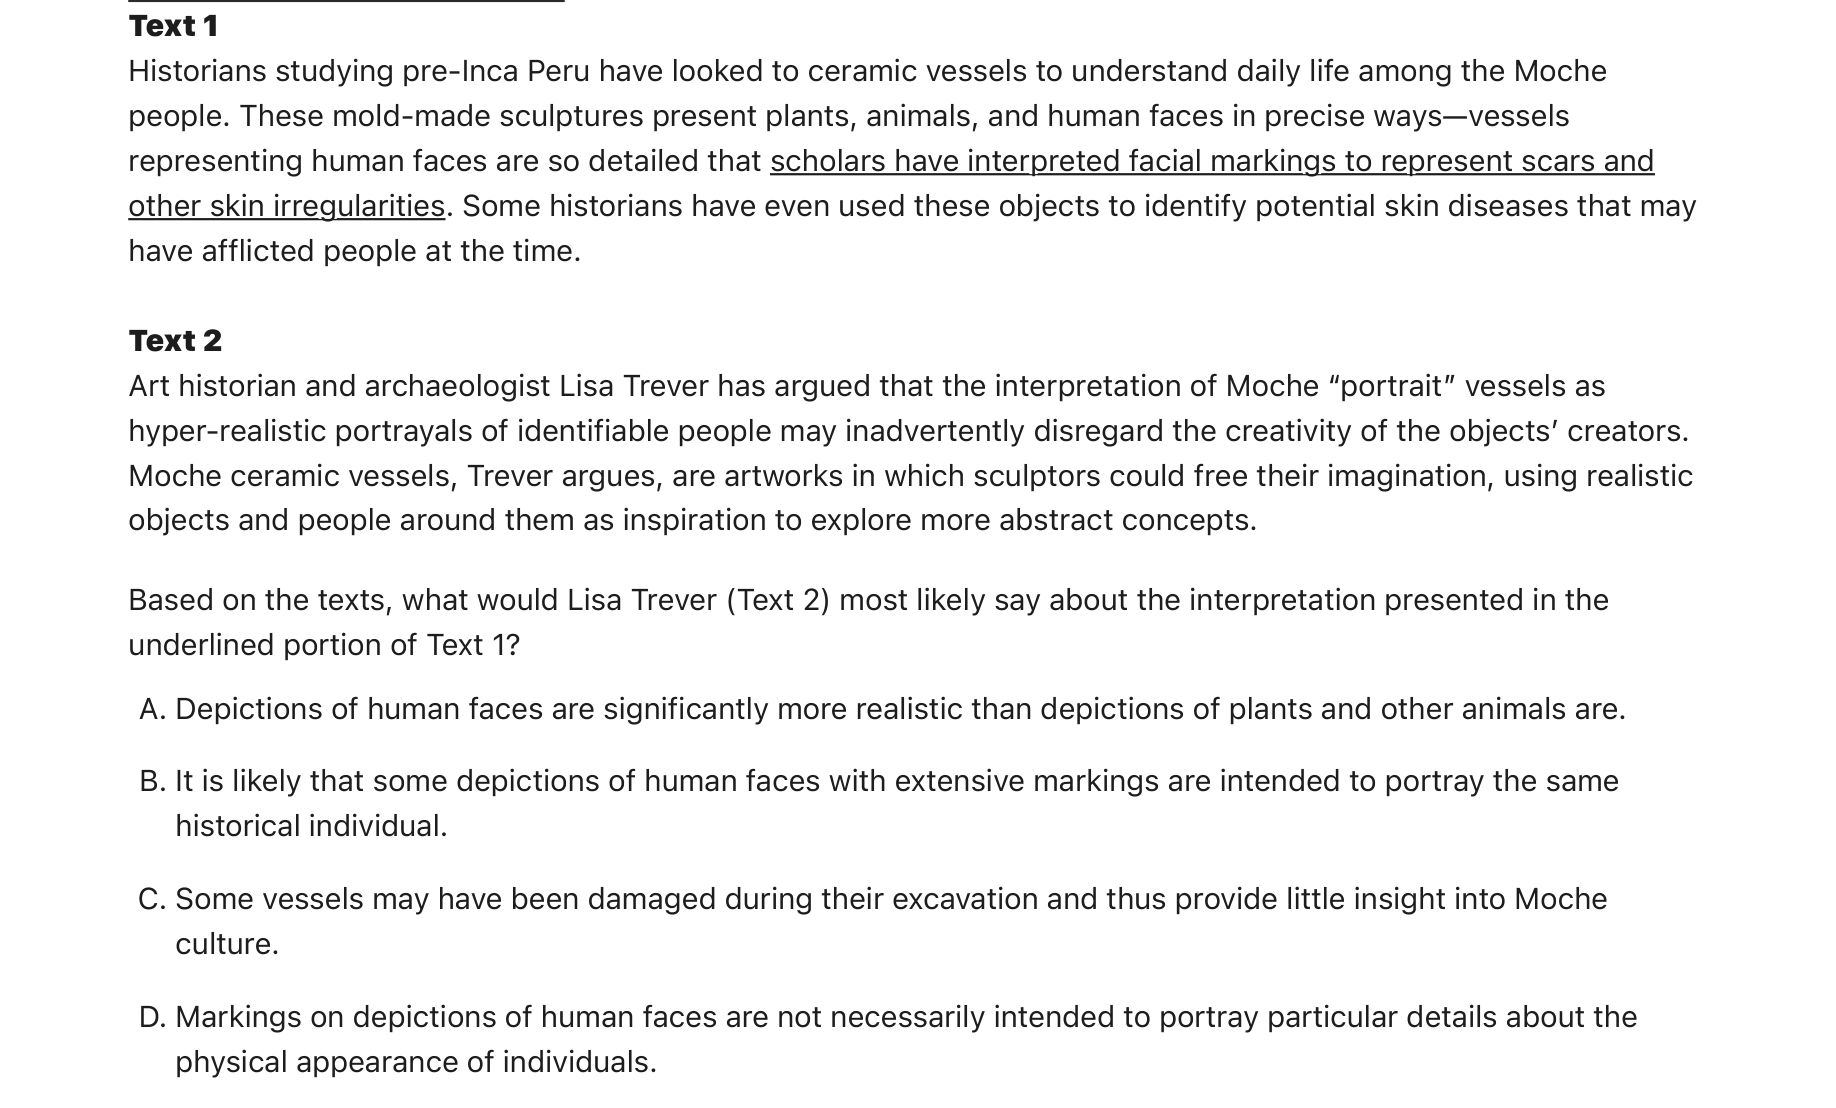 Text 1
Historians studying pre-Inca Peru have looked to ceramic vessels to understand daily life among the Moche
people. These mold-made sculptures present plants, animals, and human faces in precise ways—vessels
representing human faces are so detailed that scholars have interpreted facial markings to represent scars and
other skin irregularities. Some historians have even used these objects to identify potential skin diseases that may
have afflicted people at the time.
Text 2
Art historian and archaeologist Lisa Trever has argued that the interpretation of Moche “portrait” vessels as
hyper-realistic portrayals of identifiable people may inadvertently disregard the creativity of the objects’ creators.
Moche ceramic vessels, Trever argues, are artworks in which sculptors could free their imagination, using realistic
objects and people around them as inspiration to explore more abstract concepts.
Based on the texts, what would Lisa Trever (Text 2) most likely say about the interpretation presented in the
underlined portion of Text 1?
A. Depictions of human faces are significantly more realistic than depictions of plants and other animals are.
B. It is likely that some depictions of human faces with extensive markings are intended to portray the same
historical individual.
C. Some vessels may have been damaged during their excavation and thus provide little insight into Moche
culture.
D. Markings on depictions of human faces are not necessarily intended to portray particular details about the
physical appearance of individuals.